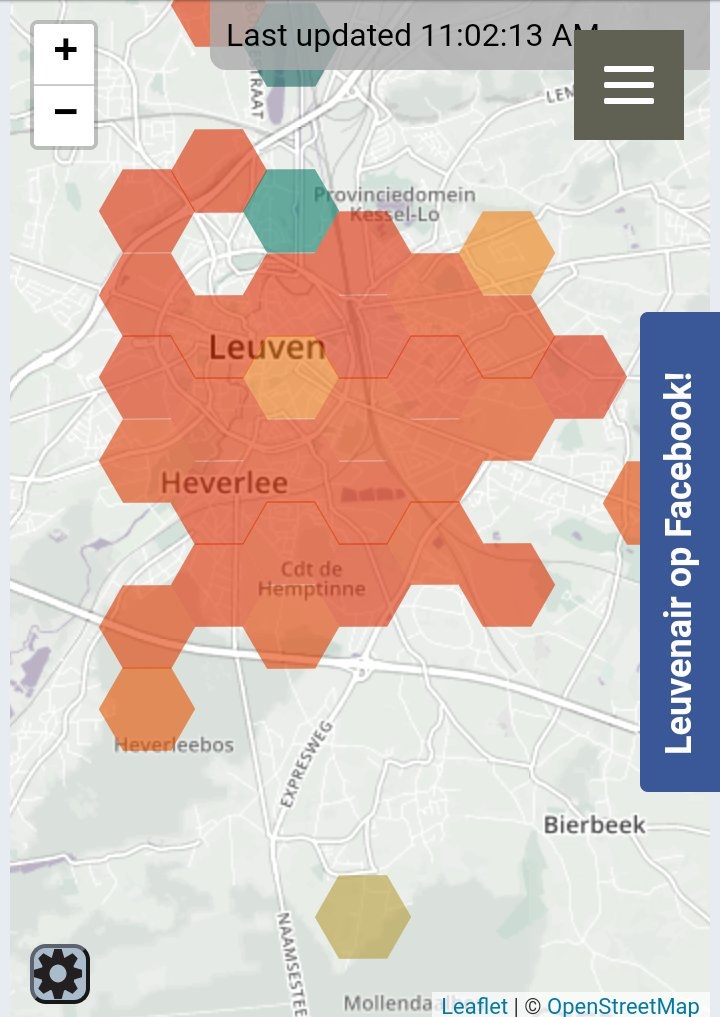 Last updated 11:02:13 AM
+
−
Provinciedomein
Kessel-Lo
Leuven
Heverlee
Cdt de
Hemptinne
Heverleebos
EXPRESWEG
Bierbeek
Leuvenair op Facebook!
Leaflet | © OpenStreetMap